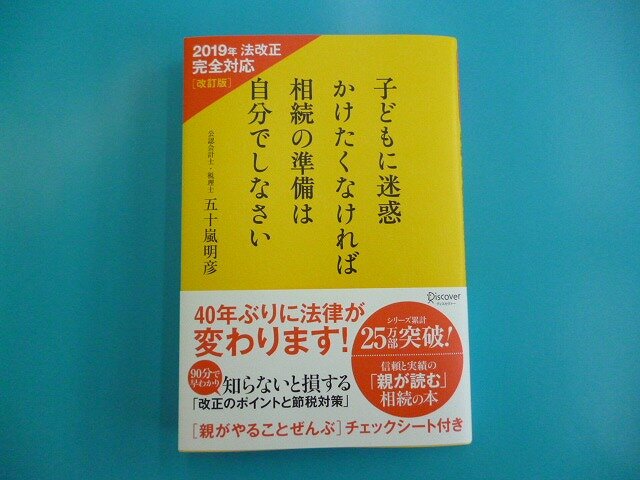 2019年 法改正
完全対応
［改訂版］
子どもに迷惑
かけたくなければ
相続の準備は
自分でしなさい
公認会計士・税理士 五十嵐明彦
Discover
ディスカヴァー
40年ぶりに法律が
変わります!
シリーズ累計
25万部突破!
90分で
早わかり
知らないと損する
「改正のポイントと節税対策」
信頼と実績の
「親が読む」
相続の本
［親がやることぜんぶ］チェックシート付き